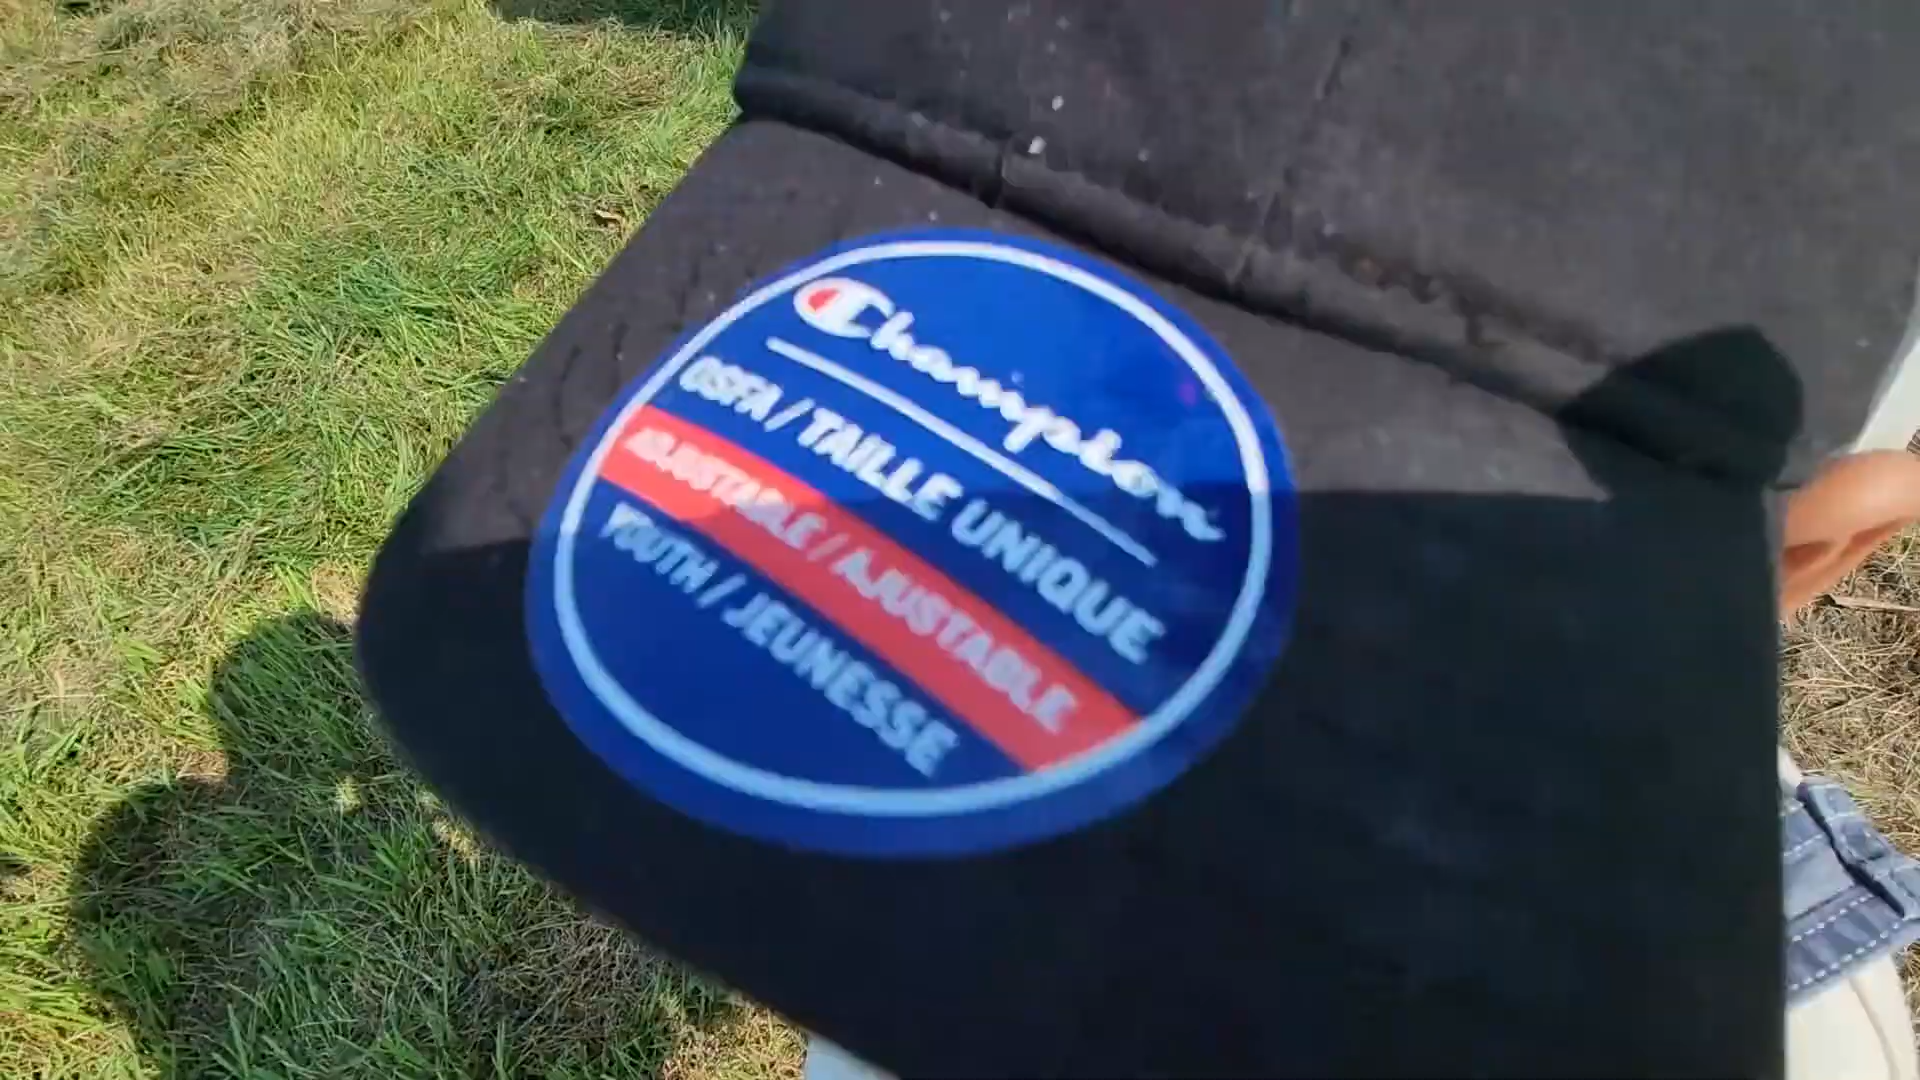 Champion
OSFA / TAILLE UNIQUE
ADJUSTABLE / AJUSTABLE
YOUTH / JEUNESSE